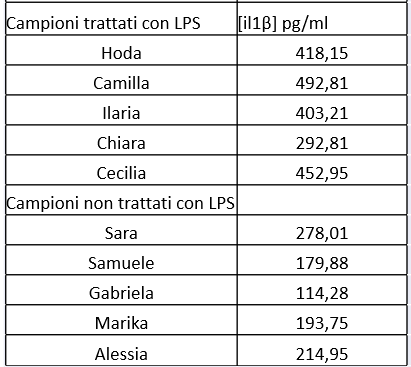 Campioni trattati con LPS [il1β] pg/ml
Hoda 418,15
Camilla 492,81
Ilaria 403,21
Chiara 292,81
Cecilia 452,95
Campioni non trattati con LPS
Sara 278,01
Samuele 179,88
Gabriela 114,28
Marika 193,75
Alessia 214,95